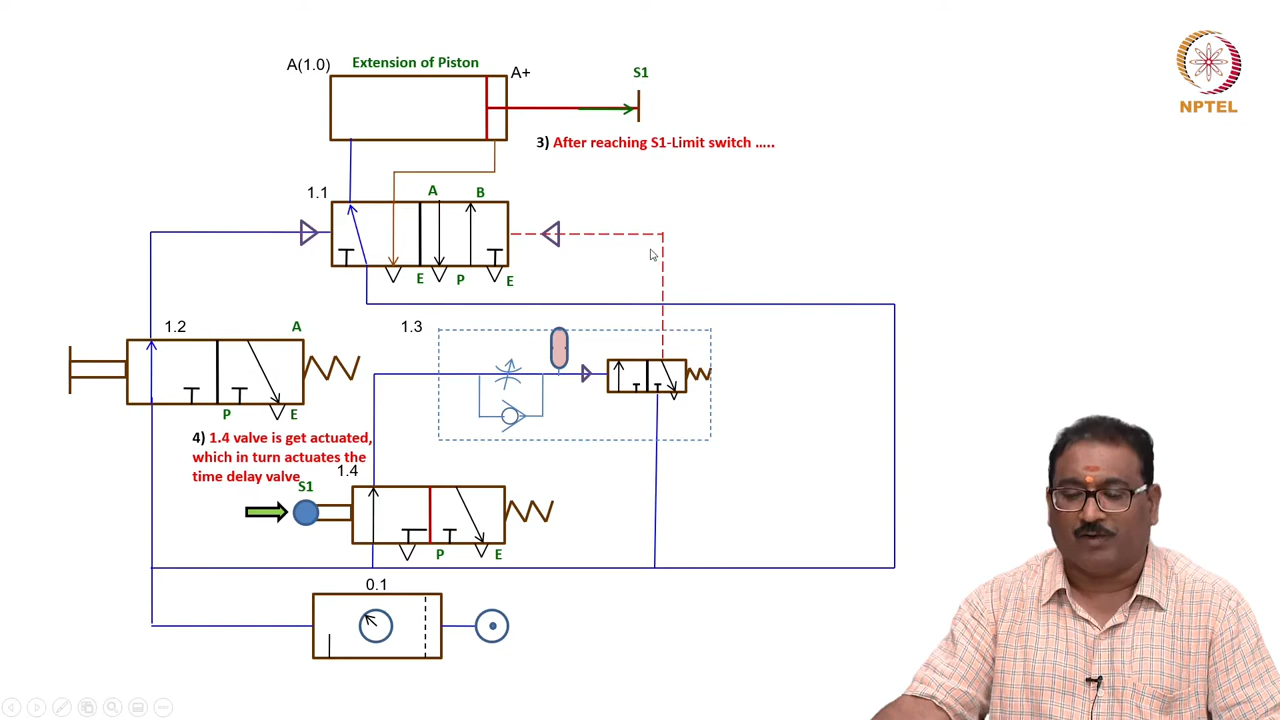 A(1.0)
Extension of Piston
A+
S1
NPTEL
3) After reaching S1-Limit switch …..
1.1
A
B
E
P
E
1.2
A
1.3
P
E
4) 1.4 valve is get actuated,
which in turn actuates the
time delay valve
1.4
S1
P
E
0.1